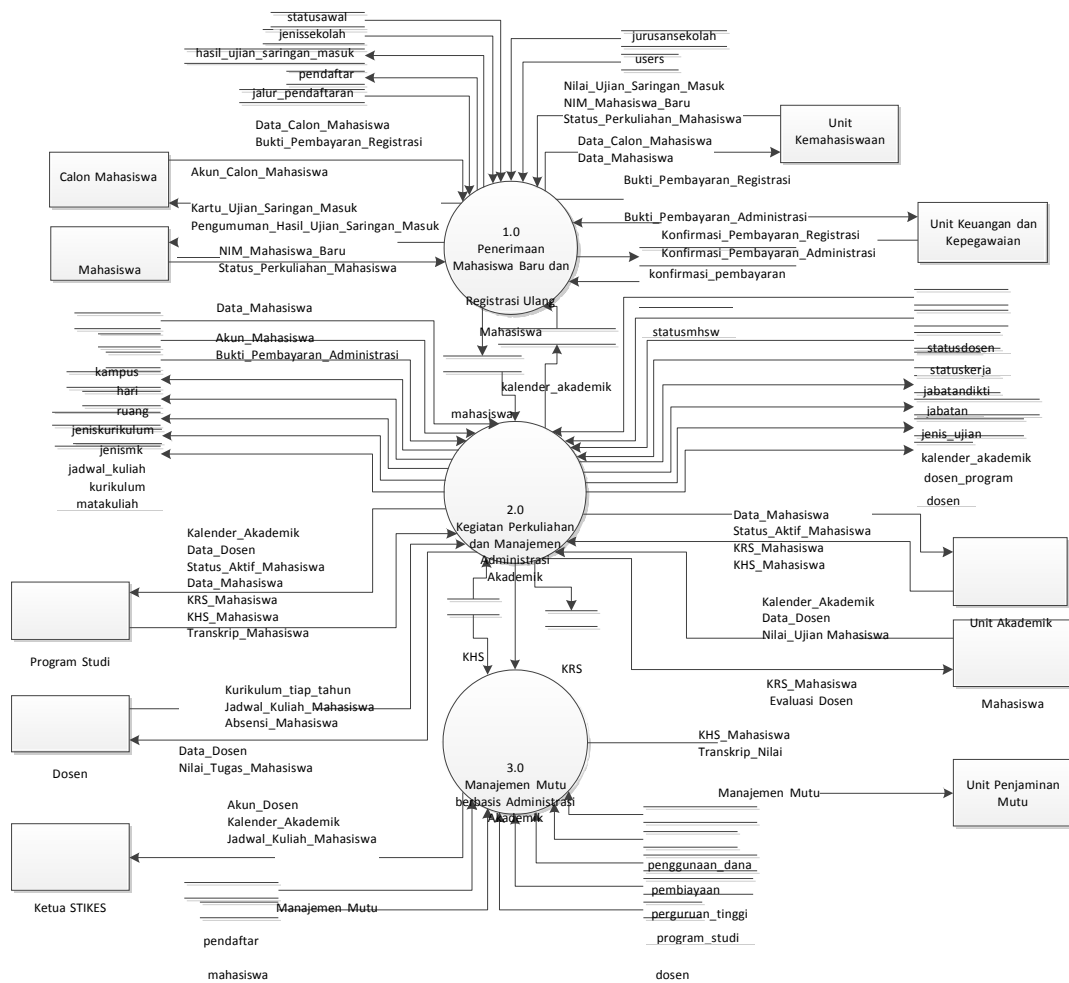 statusawal
jenissekolah
hasil_ujian_saringan_masuk
pendaftar
jalur_pendaftaran
jurusansekolah
users
Nilai_Ujian_Saringan_Masuk
NIM_Mahasiswa_Baru
Status_Perkuliahan_Mahasiswa
Unit
Kemahasiswaan
Data_Calon_Mahasiswa
Data_Mahasiswa
Data_Calon_Mahasiswa
Bukti_Pembayaran_Registrasi
Calon Mahasiswa
Akun_Calon_Mahasiswa
Bukti_Pembayaran_Registrasi
Kartu_Ujian_Saringan_Masuk
Pengumuman_Hasil_Ujian_Saringan_Masuk
Mahasiswa
NIM_Mahasiswa_Baru
Status_Perkuliahan_Mahasiswa
1.0
Penerimaan
Mahasiswa Baru dan
Registrasi Ulang
Bukti_Pembayaran_Administrasi
Konfirmasi_Pembayaran_Registrasi
Konfirmasi_Pembayaran_Administrasi
konfirmasi_pembayaran
Unit Keuangan dan
Kepegawaian
Data_Mahasiswa
Akun_Mahasiswa
Bukti_Pembayaran_Administrasi
Mahasiswa
kalender_akademik
mahasiswa
statusmhsw
kampus
hari
ruang
jeniskurikulum
jenismk
jadwal_kuliah
kurikulum
matakuliah
statusdosen
statuskerja
jabatandikti
jabatan
jenis_ujian
kalender_akademik
dosen_program
dosen
2.0
Kegiatan Perkuliahan
dan Manajemen
Administrasi
Akademik
Kalender_Akademik
Data_Dosen
Status_Aktif_Mahasiswa
Data_Mahasiswa
KRS_Mahasiswa
KHS_Mahasiswa
Transkrip_Mahasiswa
Program Studi
Data_Mahasiswa
Status_Aktif_Mahasiswa
KRS_Mahasiswa
KHS_Mahasiswa
Kalender_Akademik
Data_Dosen
Nilai_Ujian Mahasiswa
Unit Akademik
KHS
KRS
KRS_Mahasiswa
Evaluasi Dosen
Mahasiswa
Kurikulum_tiap_tahun
Jadwal_Kuliah_Mahasiswa
Absensi_Mahasiswa
Data_Dosen
Nilai_Tugas_Mahasiswa
Dosen
KHS_Mahasiswa
Transkrip_Nilai
3.0
Manajemen Mutu
berbasis Administrasi
Akademik
Manajemen Mutu
Unit Penjaminan
Mutu
Akun_Dosen
Kalender_Akademik
Jadwal_Kuliah_Mahasiswa
Ketua STIKES
Manajemen Mutu
pendaftar
mahasiswa
penggunaan_dana
pembiayaan
perguruan_tinggi
program_studi
dosen